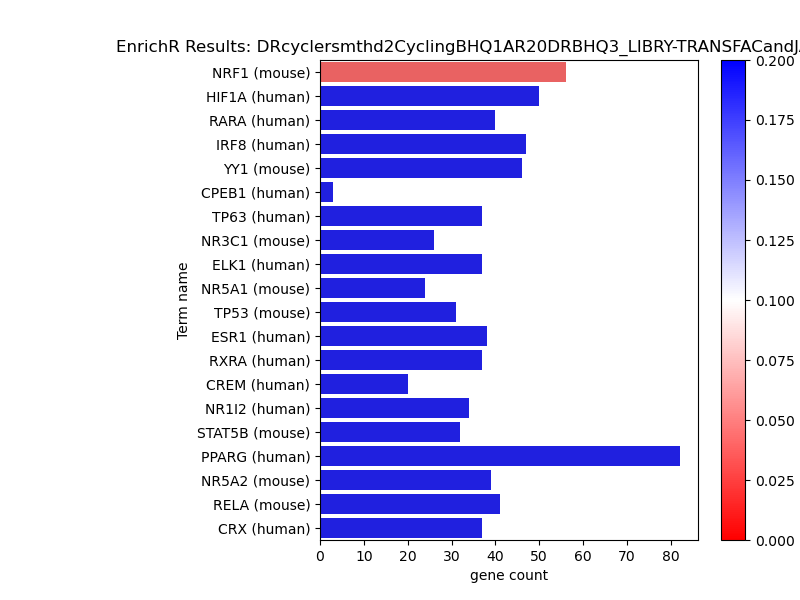 EnrichR Results: DRcyclersmthd2CyclingBHQ1AR20DRBHQ3_LIBRY-TRANSFACandJ
NRF1 (mouse)
HIF1A (human)
RARA (human)
IRF8 (human)
YY1 (mouse)
CPEB1 (human)
TP63 (human)
NR3C1 (mouse)
ELK1 (human)
NR5A1 (mouse)
TP53 (mouse)
ESR1 (human)
RXRA (human)
CREM (human)
NR1I2 (human)
STAT5B (mouse)
PPARG (human)
NR5A2 (mouse)
RELA (mouse)
CRX (human)
Term name
0 10 20 30 40 50 60 70 80
gene count
0.200
0.175
0.150
0.125
0.100
0.075
0.050
0.025
0.000